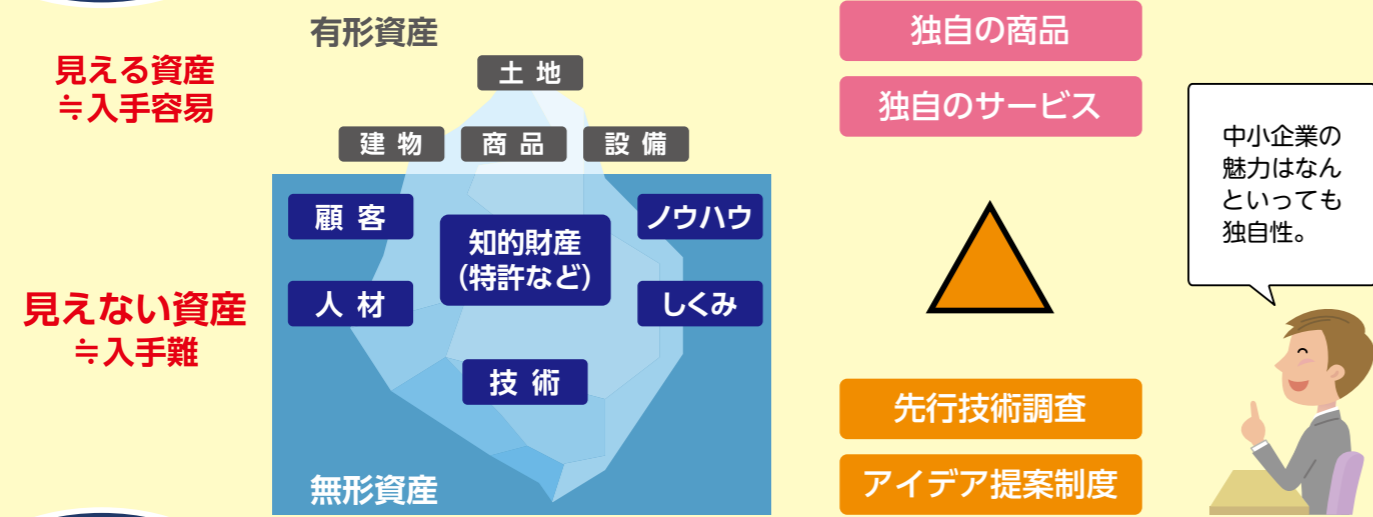 有形資産
見える資産
≒入手容易
土 地
建 物
商 品
設 備
顧 客
知的財産
(特許など)
ノウハウ
人 材
しくみ
見えない資産
≒入手難
技 術
無形資産
独自の商品
独自のサービス
先行技術調査
アイデア提案制度
中小企業の
魅力はなん
といっても
独自性。